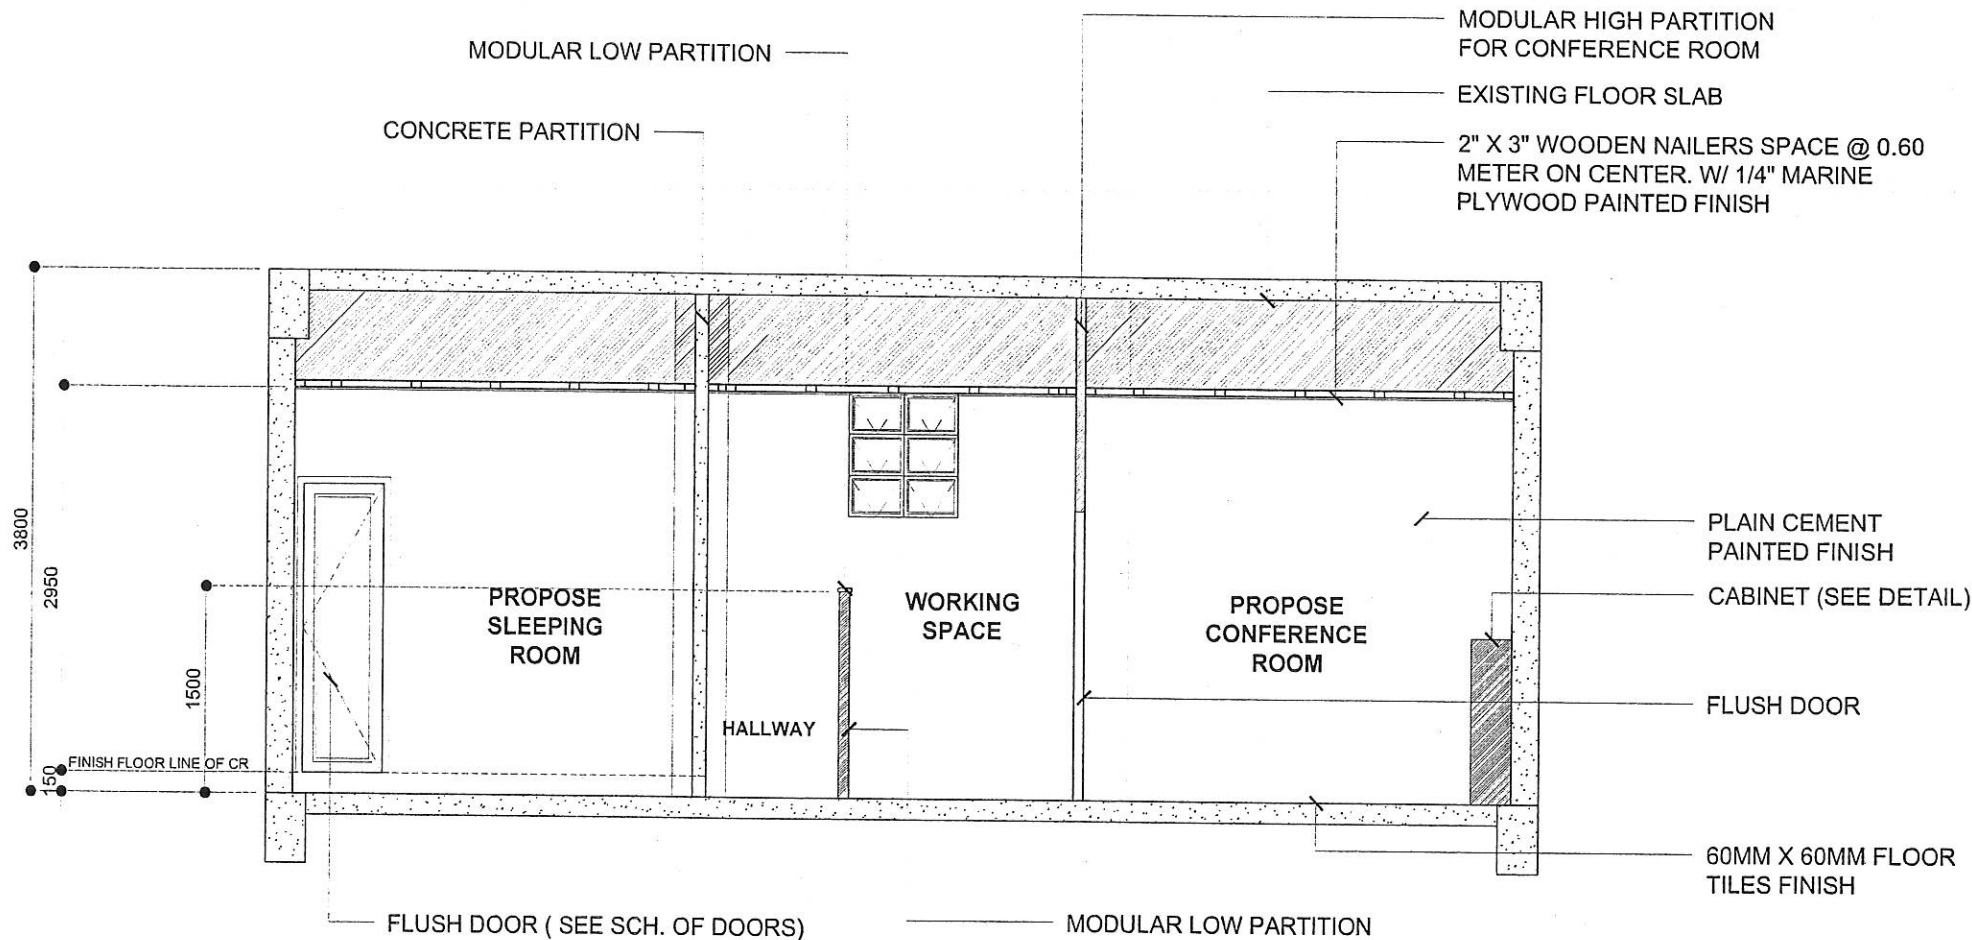 MODULAR HIGH PARTITION
FOR CONFERENCE ROOM
MODULAR LOW PARTITION
EXISTING FLOOR SLAB
CONCRETE PARTITION
2" X 3" WOODEN NAILERS SPACE @ 0.60
METER ON CENTER. W/ 1/4" MARINE
PLYWOOD PAINTED FINISH
3800
2950
1500
150
FINISH FLOOR LINE OF CR
PROPOSE
SLEEPING
ROOM
HALLWAY
WORKING
SPACE
PROPOSE
CONFERENCE
ROOM
PLAIN CEMENT
PAINTED FINISH
CABINET (SEE DETAIL)
FLUSH DOOR
60MM X 60MM FLOOR
TILES FINISH
FLUSH DOOR ( SEE SCH. OF DOORS)
MODULAR LOW PARTITION